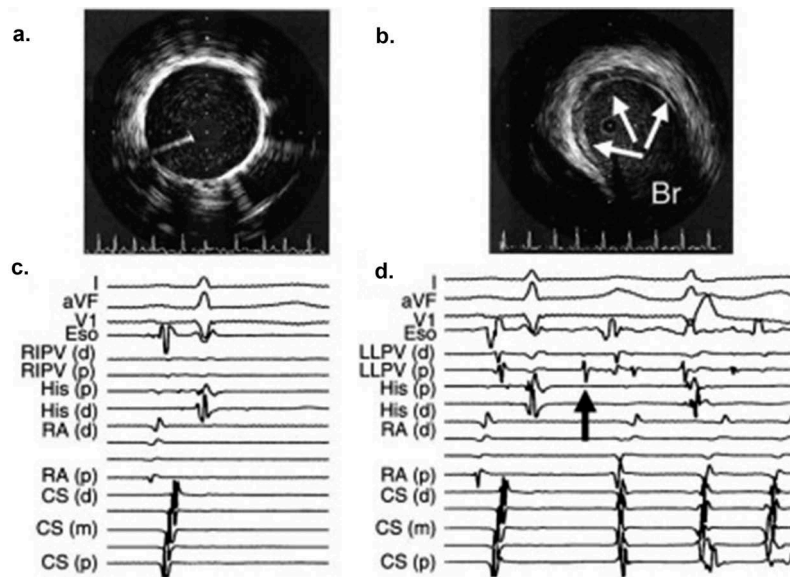 a.
b.
Br
c.
d.
I
aVF
V1
Eso
RIPV (d)
RIPV (p)
His (p)
His (d)
RA (d)
RA (p)
CS (d)
CS (m)
CS (p)
I
aVF
V1
Eso
LLPV (d)
LLPV (p)
His (p)
His (d)
RA (d)
RA (p)
CS (d)
CS (m)
CS (p)